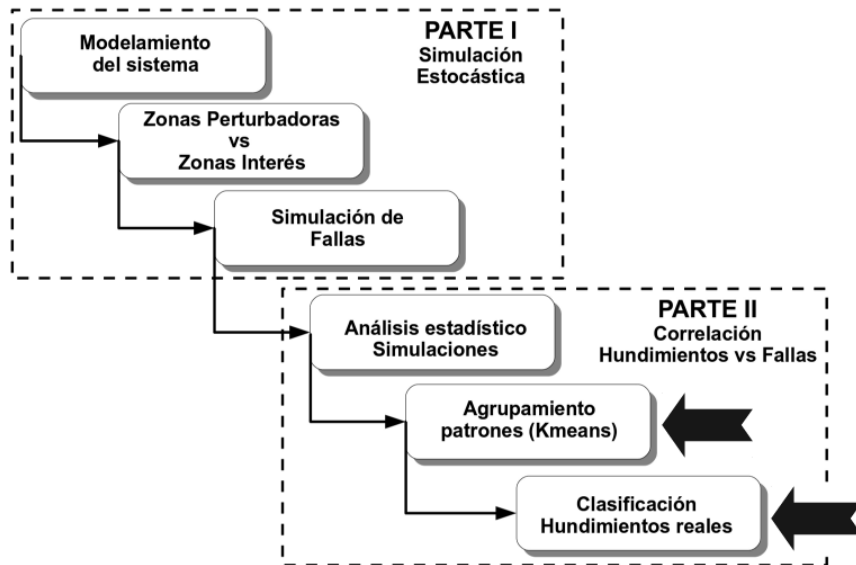 PARTE I
Simulación
Estocástica
Modelamiento
del sistema
Zonas Perturbadoras
vs
Zonas Interés
Simulación de
Fallas
PARTE II
Correlación
Hundimientos vs Fallas
Análisis estadístico
Simulaciones
Agrupamiento
patrones (Kmeans)
Clasificación
Hundimientos reales